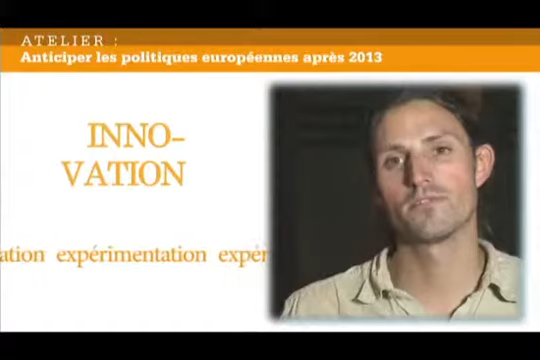 ATELIER :
Anticiper les politiques européennes après 2013
INNO-
VATION
ation expérimentation expér